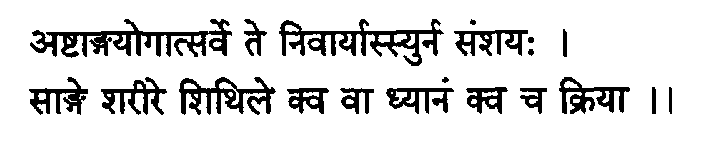 अष्टाङ्गयोगात्सर्वे ते निवार्यास्स्युर्न संशयः ।
साङ्गे शरीरे शिथिले क्व वा ध्यानं क्व च क्रिया ।।